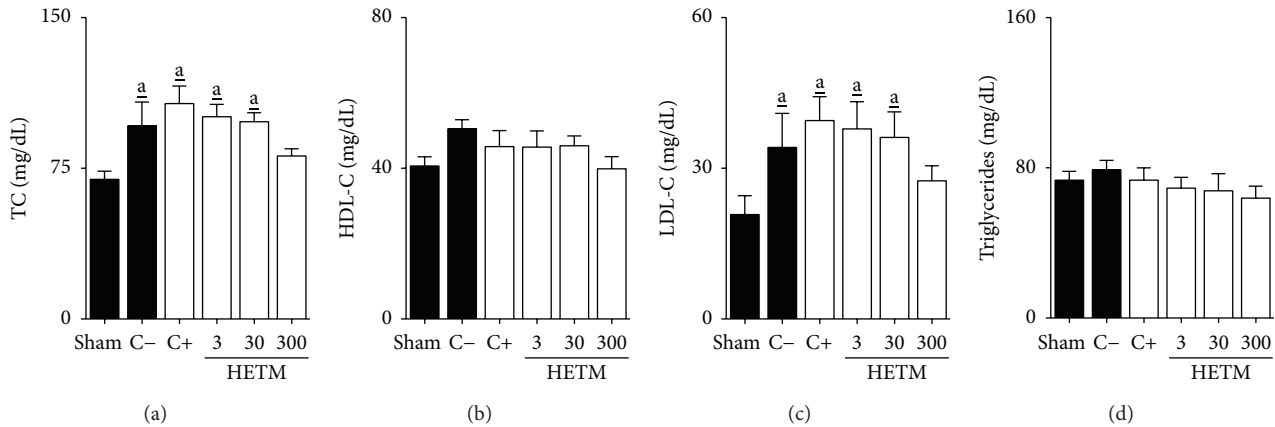 150
75
0
TC (mg/dL)
a
a
a
a
Sham C− C+ 3 30 300
HETM
(a)
80
40
0
HDL-C (mg/dL)
Sham C− C+ 3 30 300
HETM
(b)
60
30
0
LDL-C (mg/dL)
a
a
a
a
Sham C− C+ 3 30 300
HETM
(c)
160
80
0
Triglycerides (mg/dL)
Sham C− C+ 3 30 300
HETM
(d)